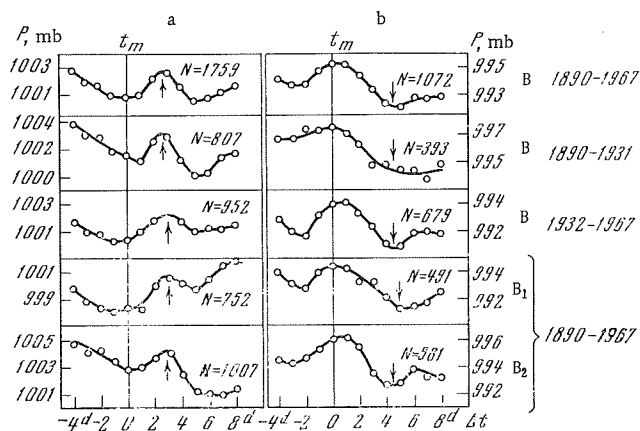 a b
P, mb t_m t_m P, mb
1003 N=1759 N=1072 995 B 1890-1967
1001 993
1004 N=807 N=393 997 B 1890-1931
1002 995
1000
1003 N=952 N=679 994 B 1932-1967
1001 992
1001 N=752 N=491 994 B₁
999 992
1890-1967
1005 N=1007 N=581 996 B₂
1003 994
1001 992
-4ᵈ -2 0 2 4 6 8ᵈ -4ᵈ -2 0 2 4 6 8ᵈ Δt